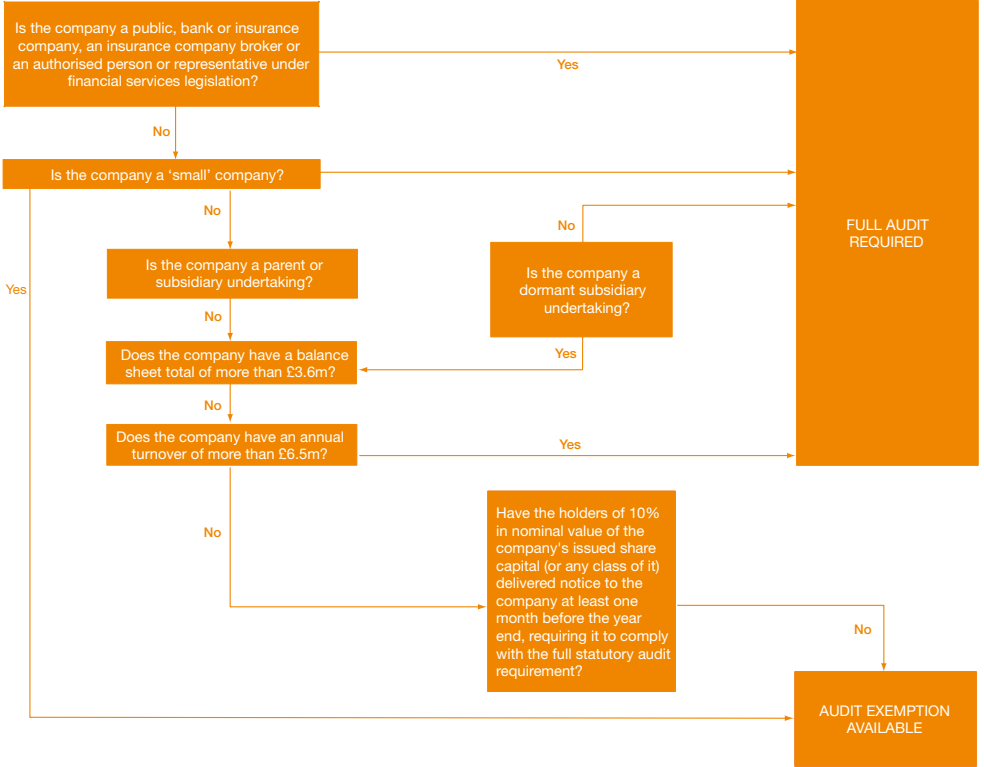 Is the company a public, bank or insurance
company, an insurance company broker or
an authorised person or representative under
financial services legislation?
Yes
No
Is the company a ‘small’ company?
No
Is the company a parent or
subsidiary undertaking?
No
Is the company a
dormant subsidiary
undertaking?
FULL AUDIT
REQUIRED
Yes
No
Yes
Does the company have a balance
sheet total of more than £3.6m?
No
Does the company have an annual
turnover of more than £6.5m?
Yes
No
Have the holders of 10%
in nominal value of the
company's issued share
capital (or any class of it)
delivered notice to the
company at least one
month before the year
end, requiring it to comply
with the full statutory audit
requirement?
No
AUDIT EXEMPTION
AVAILABLE